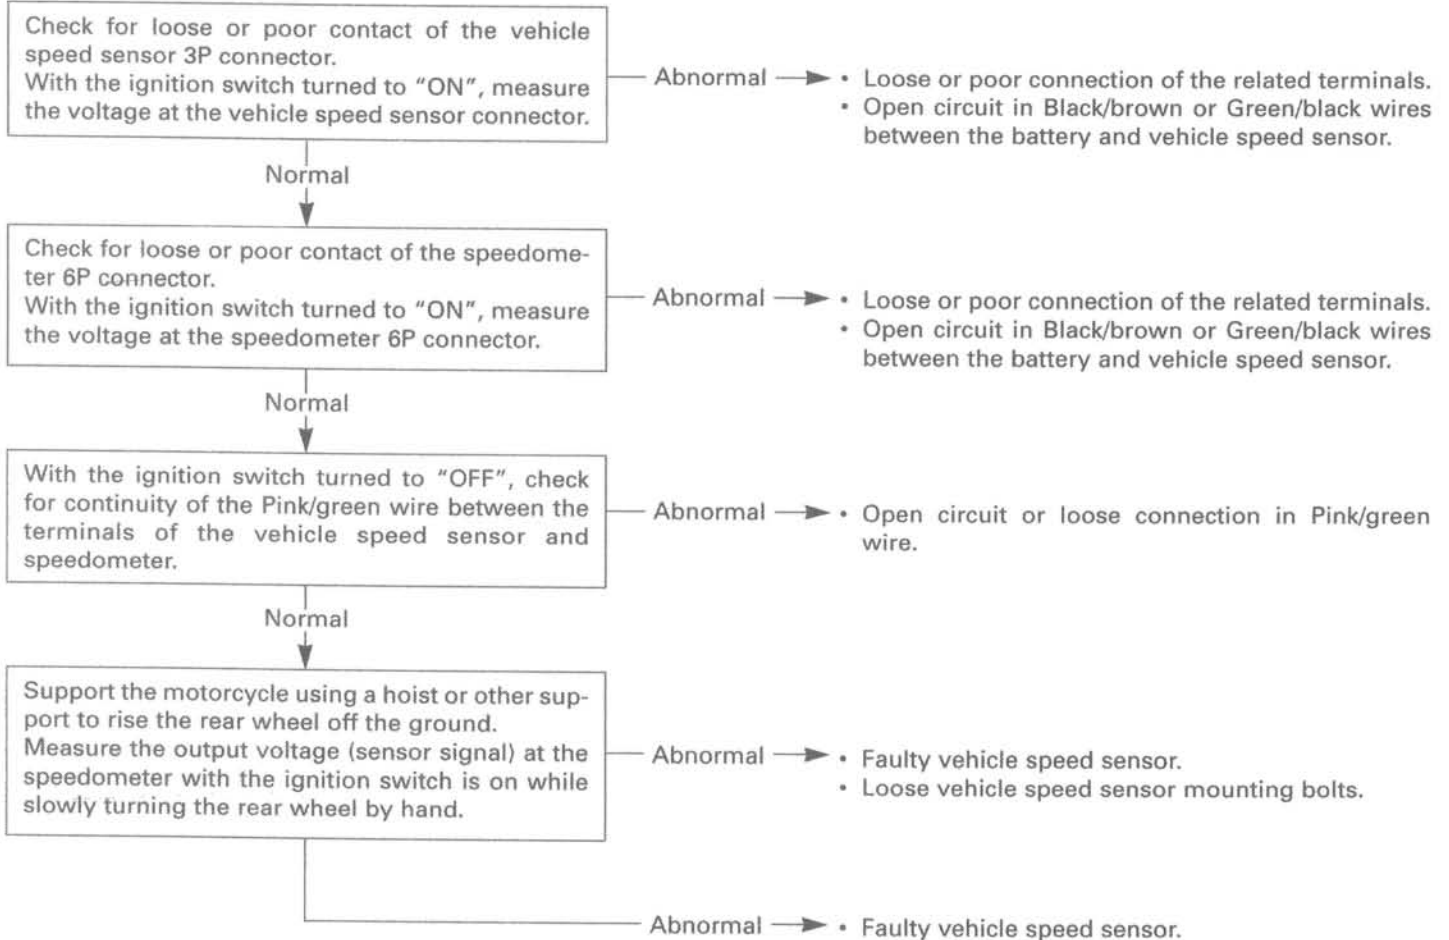 Check for loose or poor contact of the vehicle
speed sensor 3P connector.
With the ignition switch turned to "ON", measure
the voltage at the vehicle speed sensor connector.
Abnormal
• Loose or poor connection of the related terminals.
• Open circuit in Black/brown or Green/black wires
between the battery and vehicle speed sensor.
Normal
Check for loose or poor contact of the speedome-
ter 6P connector.
With the ignition switch turned to "ON", measure
the voltage at the speedometer 6P connector.
Abnormal
• Loose or poor connection of the related terminals.
• Open circuit in Black/brown or Green/black wires
between the battery and vehicle speed sensor.
Normal
With the ignition switch turned to "OFF", check
for continuity of the Pink/green wire between the
terminals of the vehicle speed sensor and
speedometer.
Abnormal
• Open circuit or loose connection in Pink/green
wire.
Normal
Support the motorcycle using a hoist or other sup-
port to rise the rear wheel off the ground.
Measure the output voltage (sensor signal) at the
speedometer with the ignition switch is on while
slowly turning the rear wheel by hand.
Abnormal
• Faulty vehicle speed sensor.
• Loose vehicle speed sensor mounting bolts.
Abnormal
• Faulty vehicle speed sensor.